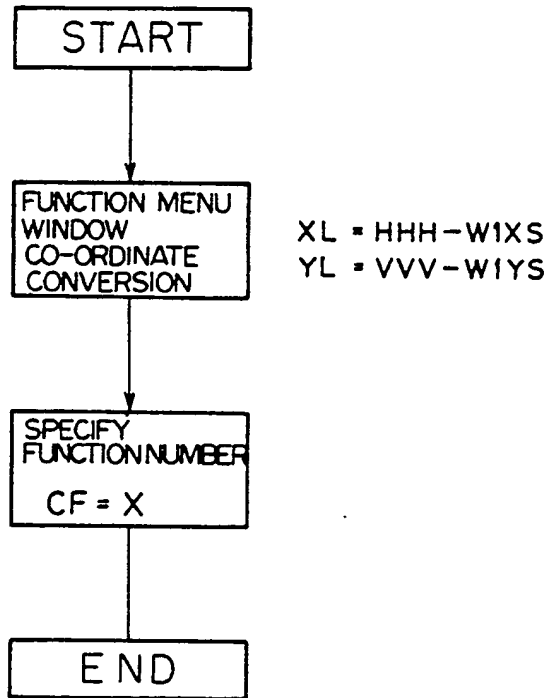 START
FUNCTION MENU
WINDOW
CO-ORDINATE
CONVERSION
XL = HHH-W1XS
YL = VVV-W1YS
SPECIFY
FUNCTION NUMBER
CF = X
END